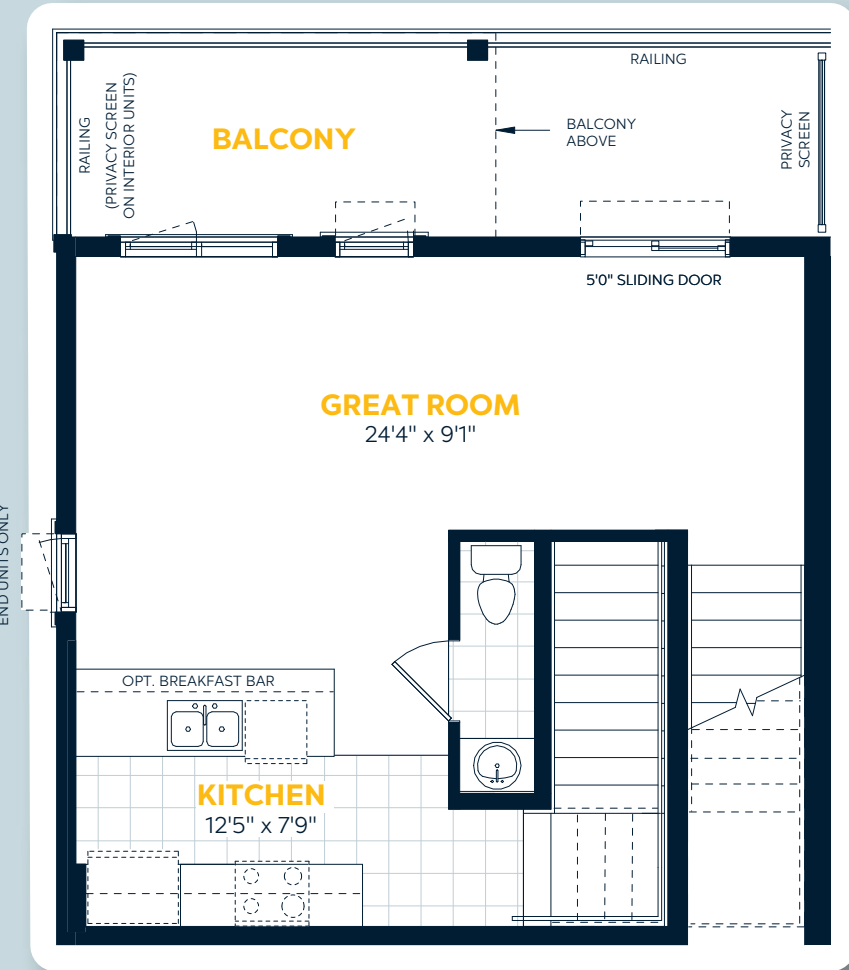 RAILING
RAILING
(PRIVACY SCREEN
ON INTERIOR UNITS)
BALCONY
BALCONY
ABOVE
PRIVACY
SCREEN
5'0" SLIDING DOOR
GREAT ROOM
24'4" x 9'1"
END UNITS ONLY
OPT. BREAKFAST BAR
KITCHEN
12'5" x 7'9"